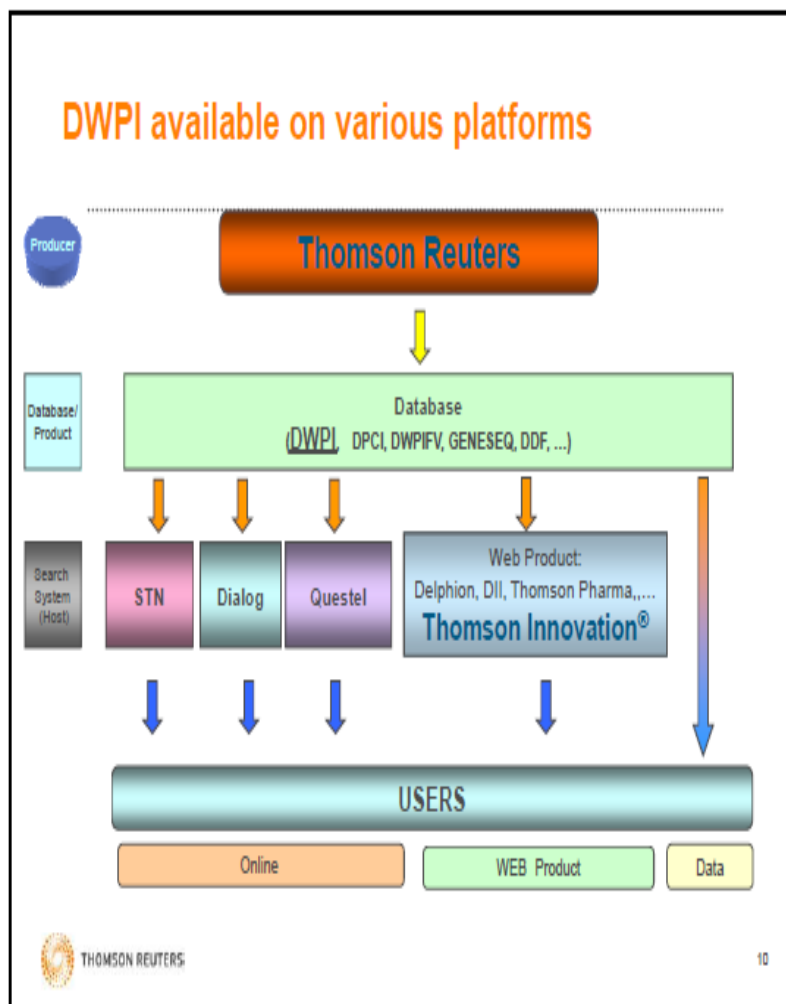 DWPI available on various platforms
Producer
Thomson Reuters
Database/
Product
Database
(DWPI, DPCI, DWPIFV, GENESEQ, DDF, ...)
Search
System
(Host)
STN
Dialog
Questel
Web Product:
Delphion, DII, Thomson Pharma,,...
Thomson Innovation®
USERS
Online
WEB Product
Data
THOMSON REUTERS
10